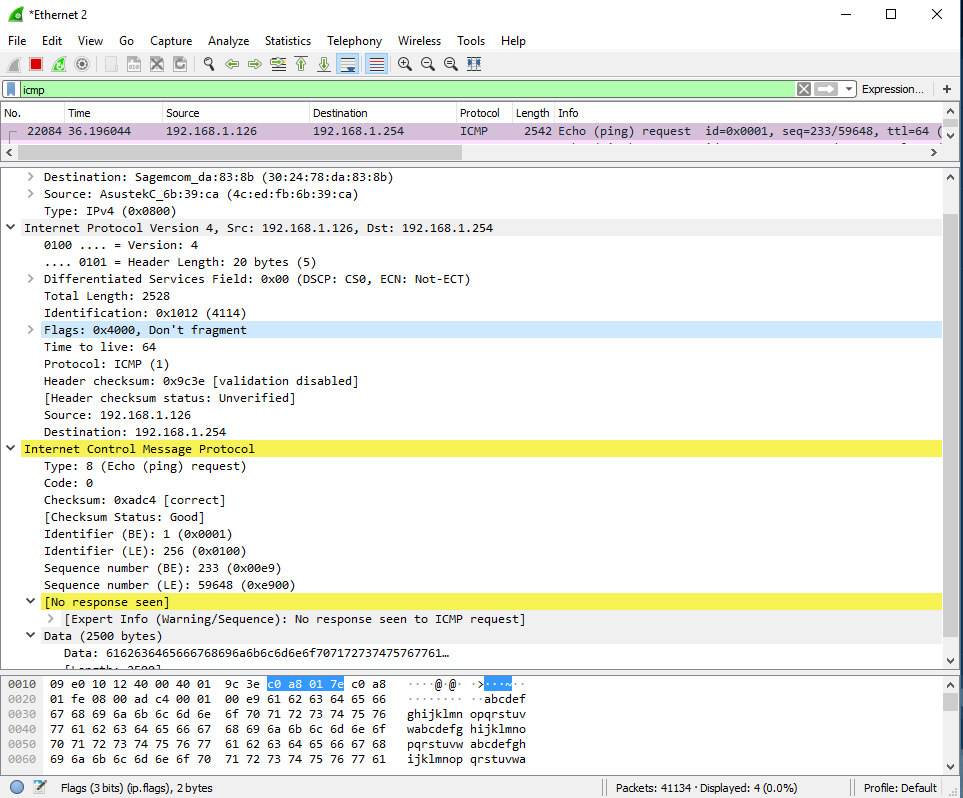 *Ethernet 2
File Edit View Go Capture Analyze Statistics Telephony Wireless Tools Help
icmp Expression... +
No. Time Source Destination Protocol Length Info
22084 36.196044 192.168.1.126 192.168.1.254 ICMP 2542 Echo (ping) request id=0x0001, seq=233/59648, ttl=64 (
Destination: Sagemcom_da:83:8b (30:24:78:da:83:8b)
Source: AsustekC_6b:39:ca (4c:ed:fb:6b:39:ca)
Type: IPv4 (0x0800)
Internet Protocol Version 4, Src: 192.168.1.126, Dst: 192.168.1.254
0100 .... = Version: 4
.... 0101 = Header Length: 20 bytes (5)
Differentiated Services Field: 0x00 (DSCP: CS0, ECN: Not-ECT)
Total Length: 2528
Identification: 0x1012 (4114)
Flags: 0x4000, Don't fragment
Time to live: 64
Protocol: ICMP (1)
Header checksum: 0x9c3e [validation disabled]
[Header checksum status: Unverified]
Source: 192.168.1.126
Destination: 192.168.1.254
Internet Control Message Protocol
Type: 8 (Echo (ping) request)
Code: 0
Checksum: 0xadc4 [correct]
[Checksum Status: Good]
Identifier (BE): 1 (0x0001)
Identifier (LE): 256 (0x0100)
Sequence number (BE): 233 (0x00e9)
Sequence number (LE): 59648 (0xe900)
[No response seen]
[Expert Info (Warning/Sequence): No response seen to ICMP request]
Data (2500 bytes)
Data: 6162636465666768696a6b6c6d6e6f707172737475767761…
[Length: 2500]
0010 09 e0 10 12 40 00 40 01 9c 3e c0 a8 01 7e c0 a8 ····@·@· ·>···~··
0020 01 fe 08 00 ad c4 00 01 00 e9 61 62 63 64 65 66 ········ ··abcdef
0030 67 68 69 6a 6b 6c 6d 6e 6f 70 71 72 73 74 75 76 ghijklmn opqrstuv
0040 77 61 62 63 64 65 66 67 68 69 6a 6b 6c 6d 6e 6f wabcdefg hijklmno
0050 70 71 72 73 74 75 76 77 61 62 63 64 65 66 67 68 pqrstuvw abcdefgh
0060 69 6a 6b 6c 6d 6e 6f 70 71 72 73 74 75 76 77 61 ijklmnop qrstuvwa
Flags (3 bits) (ip.flags), 2 bytes Packets: 41134 · Displayed: 4 (0.0%) Profile: Default